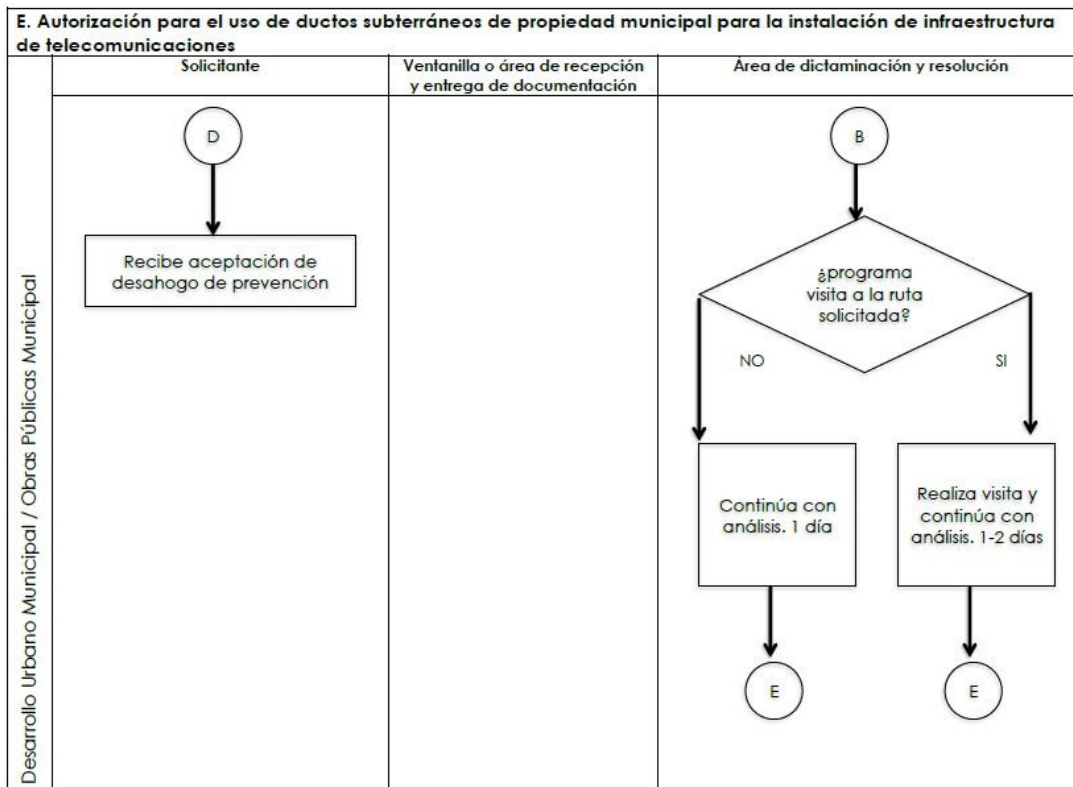 E. Autorización para el uso de ductos subterráneos de propiedad municipal para la instalación de infraestructura
de telecomunicaciones
Solicitante
Ventanilla o área de recepción
y entrega de documentación
Área de dictaminación y resolución
Desarrollo Urbano Municipal / Obras Públicas Municipal
D
Recibe aceptación de
desahogo de prevención
B
¿programa
visita a la ruta
solicitada?
NO
SI
Continúa con
análisis. 1 día
Realiza visita y
continúa con
análisis. 1-2 días
E
E